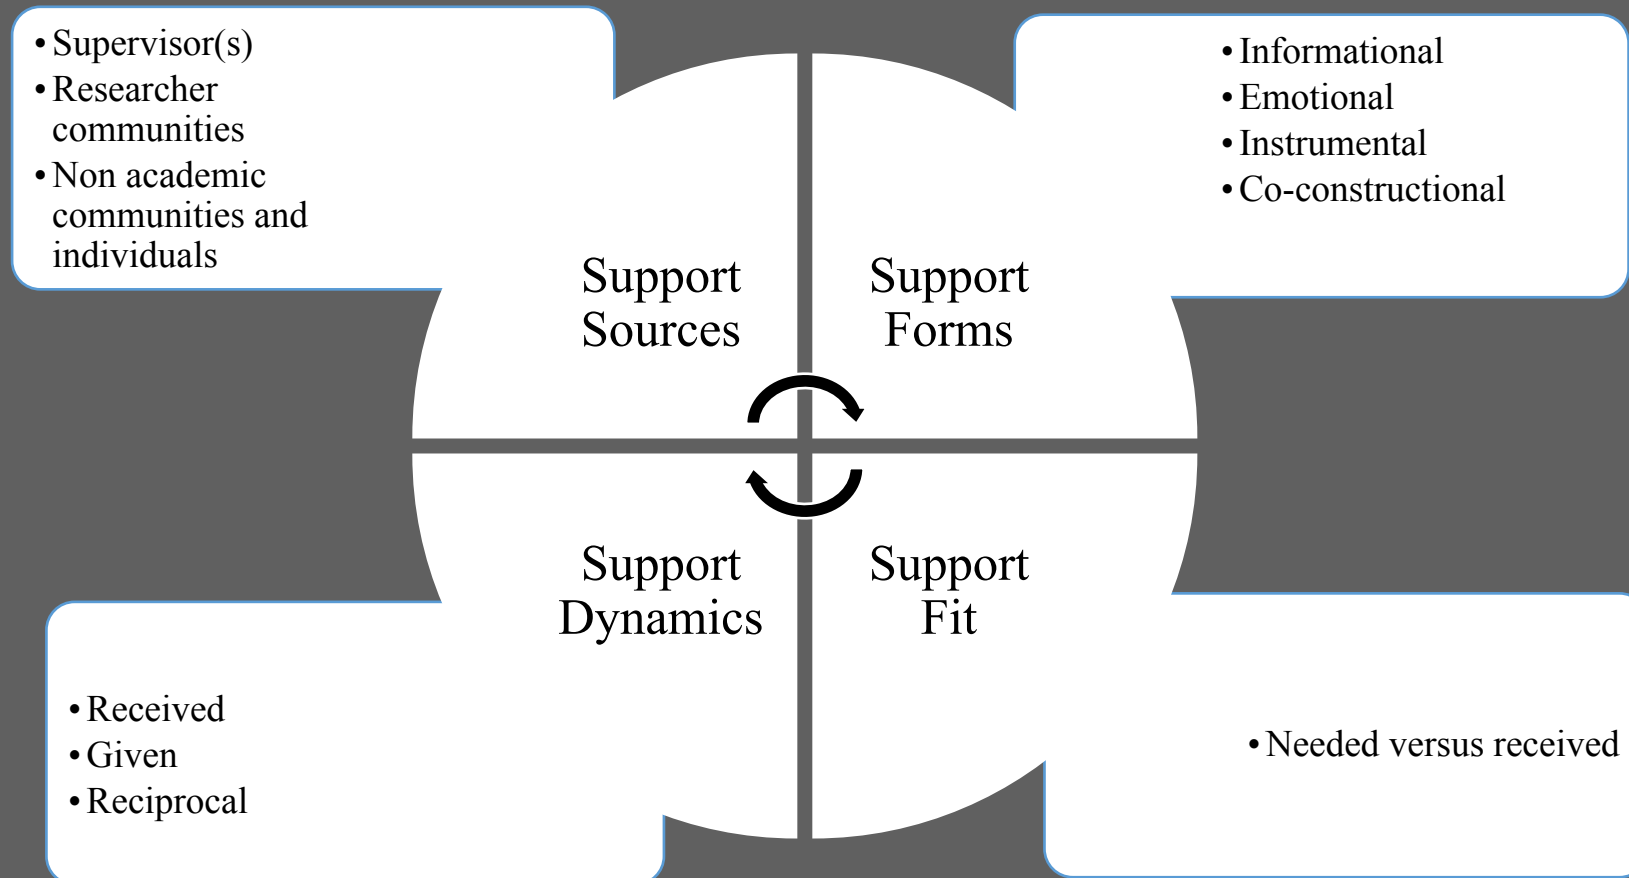 • Supervisor(s)
• Researcher
communities
• Non academic
communities and
individuals
• Informational
• Emotional
• Instrumental
• Co-constructional
Support
Sources
Support
Forms
Support
Dynamics
Support
Fit
• Received
• Given
• Reciprocal
• Needed versus received